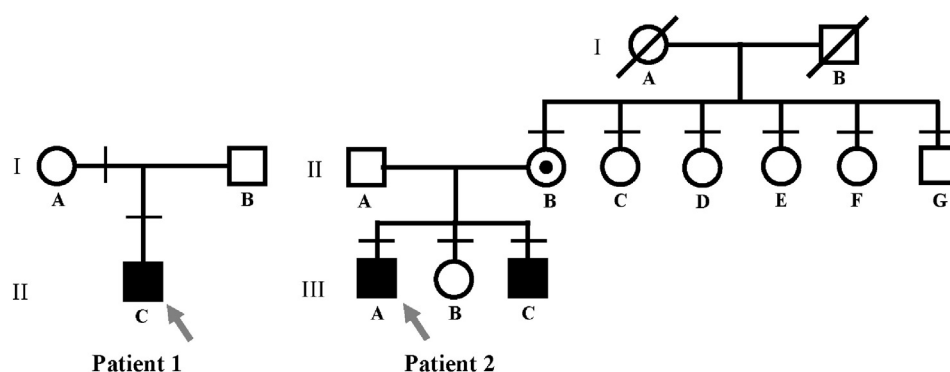 I
A B
I
A B
II
A B C D E F G
II
C
III
A B C
Patient 1
Patient 2